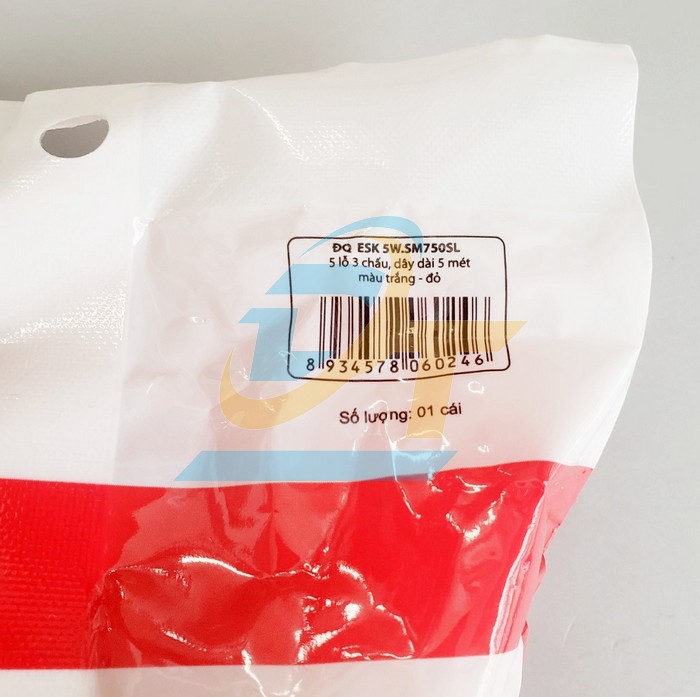 ĐQ ESK 5W.SM750SL
5 lỗ 3 chấu, dây dài 5 mét
màu trắng - đỏ
8 934578 060246
Số lượng: 01 cái